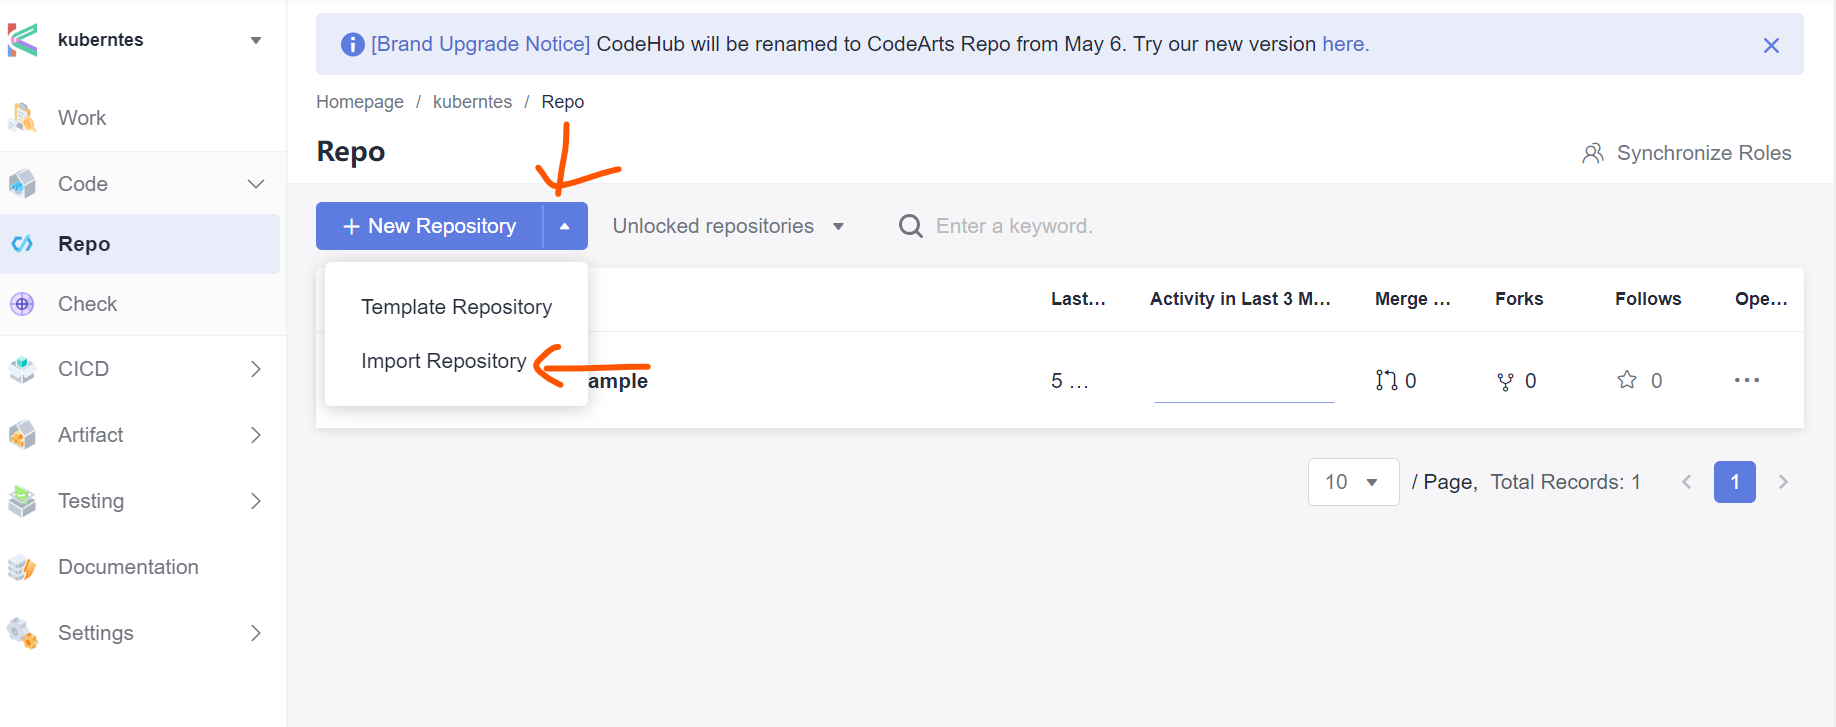 kuberntes
Work
Code
Repo
Check
CICD
Artifact
Testing
Documentation
Settings
[Brand Upgrade Notice] CodeHub will be renamed to CodeArts Repo from May 6. Try our new version here.
Homepage / kuberntes / Repo
Repo
Synchronize Roles
+ New Repository
Unlocked repositories
Enter a keyword.
Template Repository
Import Repository
Last... Activity in Last 3 M... Merge ... Forks Follows Ope...
ample 5 ... 0 0 0 ...
10 / Page, Total Records: 1 < 1 >